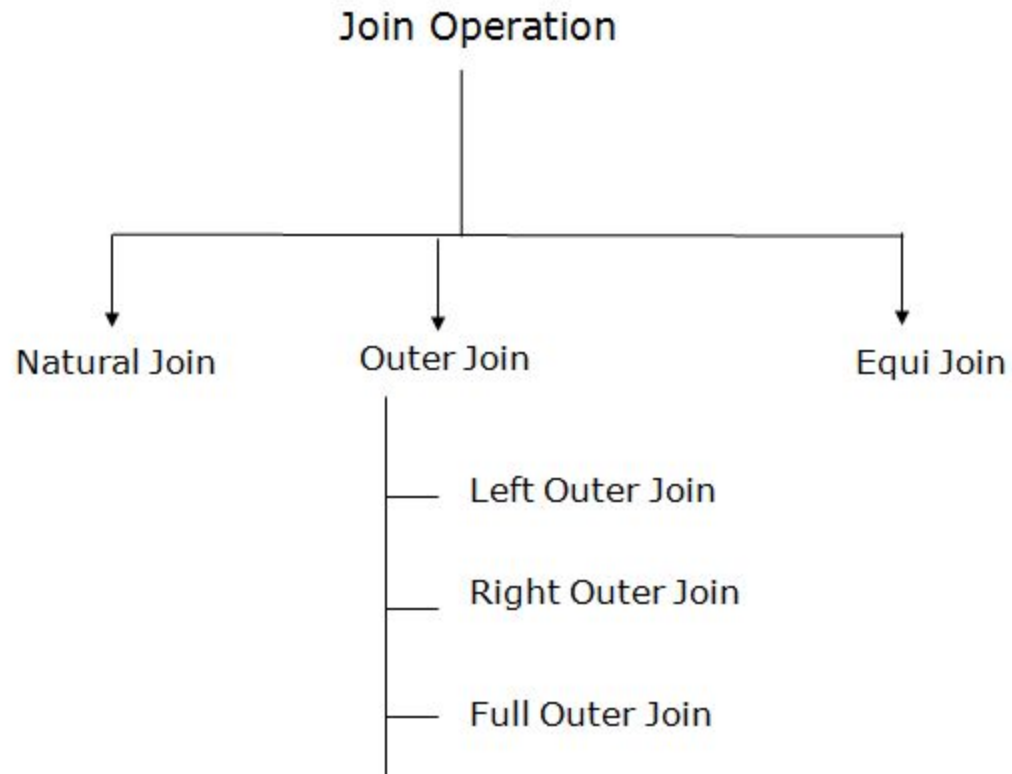 Join Operation
Natural Join
Outer Join
Equi Join
Left Outer Join
Right Outer Join
Full Outer Join